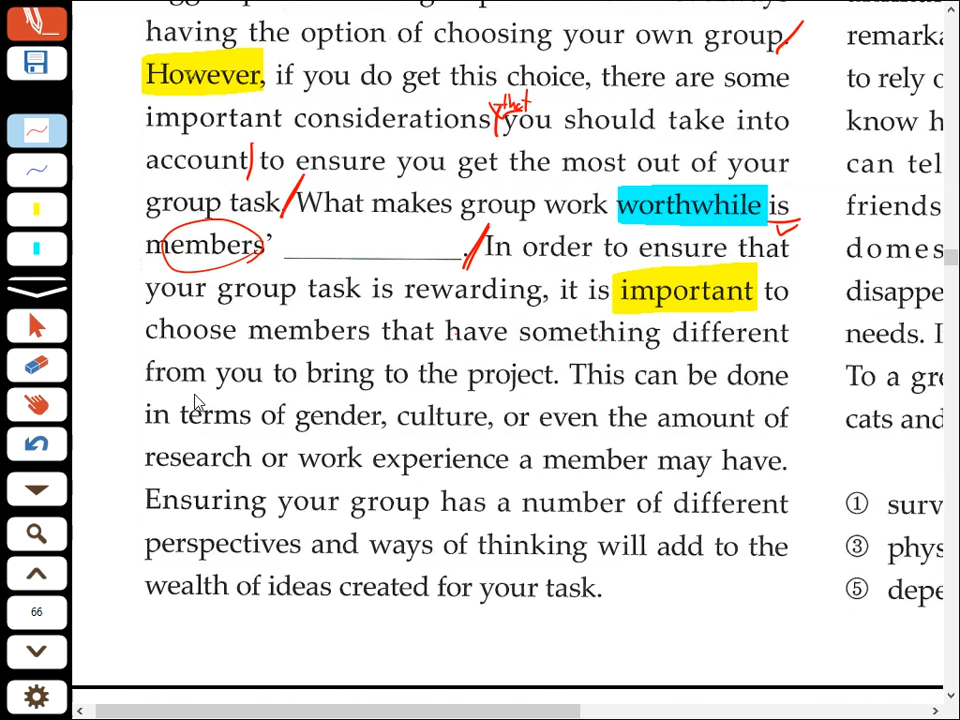 having the option of choosing your own group.
However, if you do get this choice, there are some
that
important considerations you should take into
account to ensure you get the most out of your
group task. What makes group work worthwhile is
members' ____________. In order to ensure that
your group task is rewarding, it is important to
choose members that have something different
from you to bring to the project. This can be done
in terms of gender, culture, or even the amount of
research or work experience a member may have.
Ensuring your group has a number of different
perspectives and ways of thinking will add to the
wealth of ideas created for your task.
to rely
know
can tel
friends
domes
disappe
needs.
To a gre
cats and
① surv
③ phys
⑤ depe
66